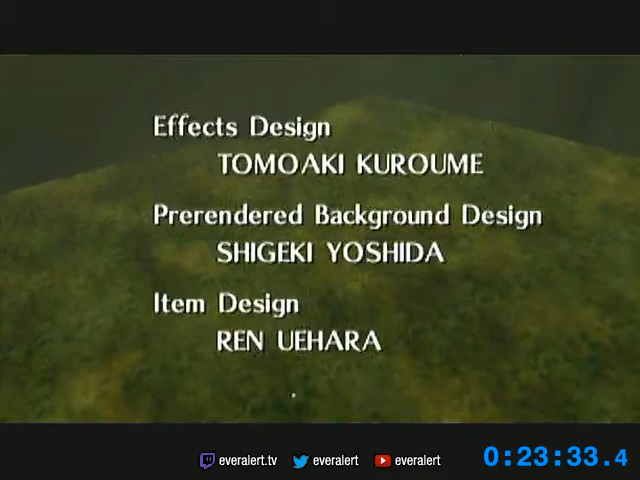 Effects Design
TOMOAKI KUROUME
Prerendered Background Design
SHIGEKI YOSHIDA
Item Design
REN UEHARA
everalert.tv everalert everalert 0:23:33.4